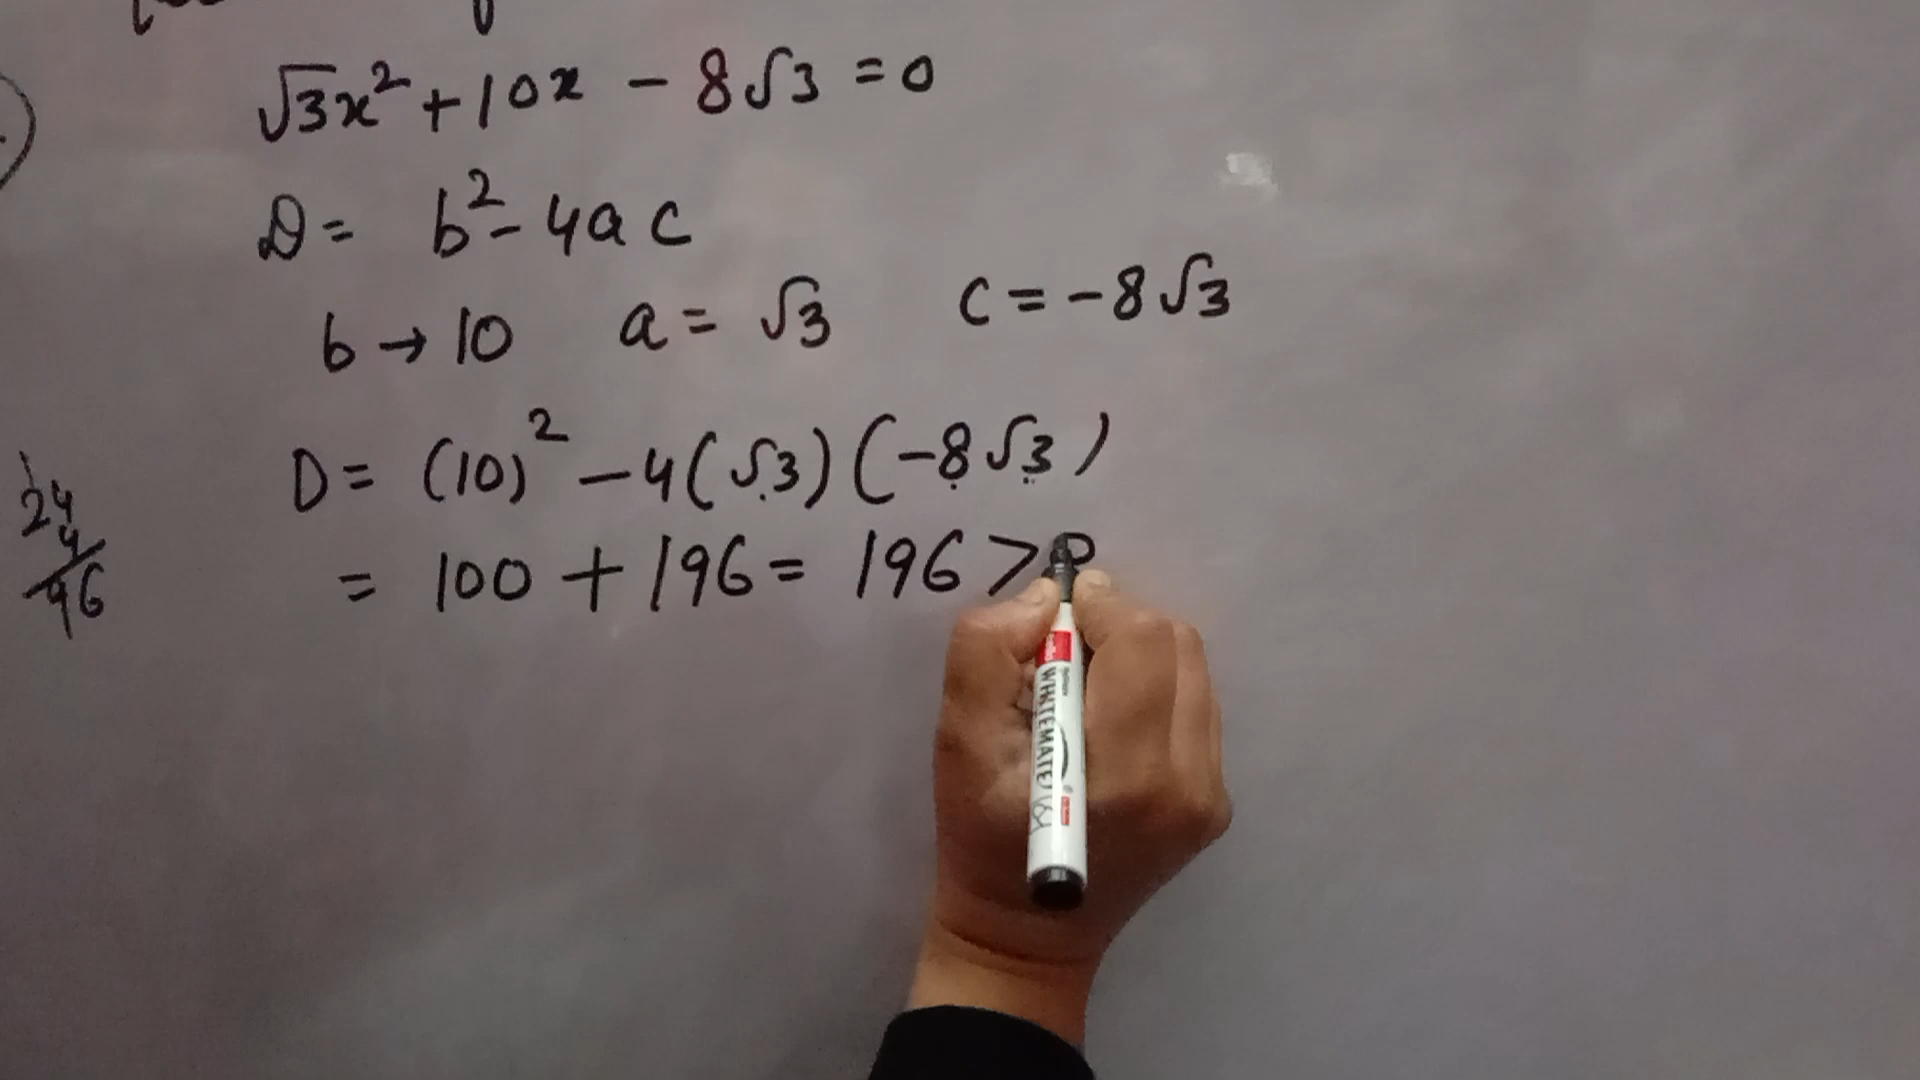 √3x² + 10x - 8√3 = 0
D = b² - 4ac
b → 10 a = √3 c = -8√3
D = (10)² - 4(√3)(-8√3)
= 100 + 196 = 196 >
24
4
96
WHITEMATE